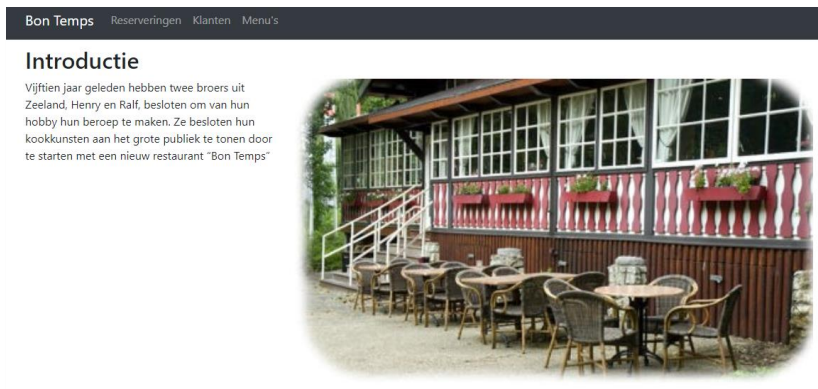 Bon Temps Reserveringen Klanten Menu's
Introductie
Vijftien jaar geleden hebben twee broers uit
Zeeland, Henry en Ralf, besloten om van hun
hobby hun beroep te maken. Ze besloten hun
kookkunsten aan het grote publiek te tonen door
te starten met een nieuw restaurant “Bon Temps”